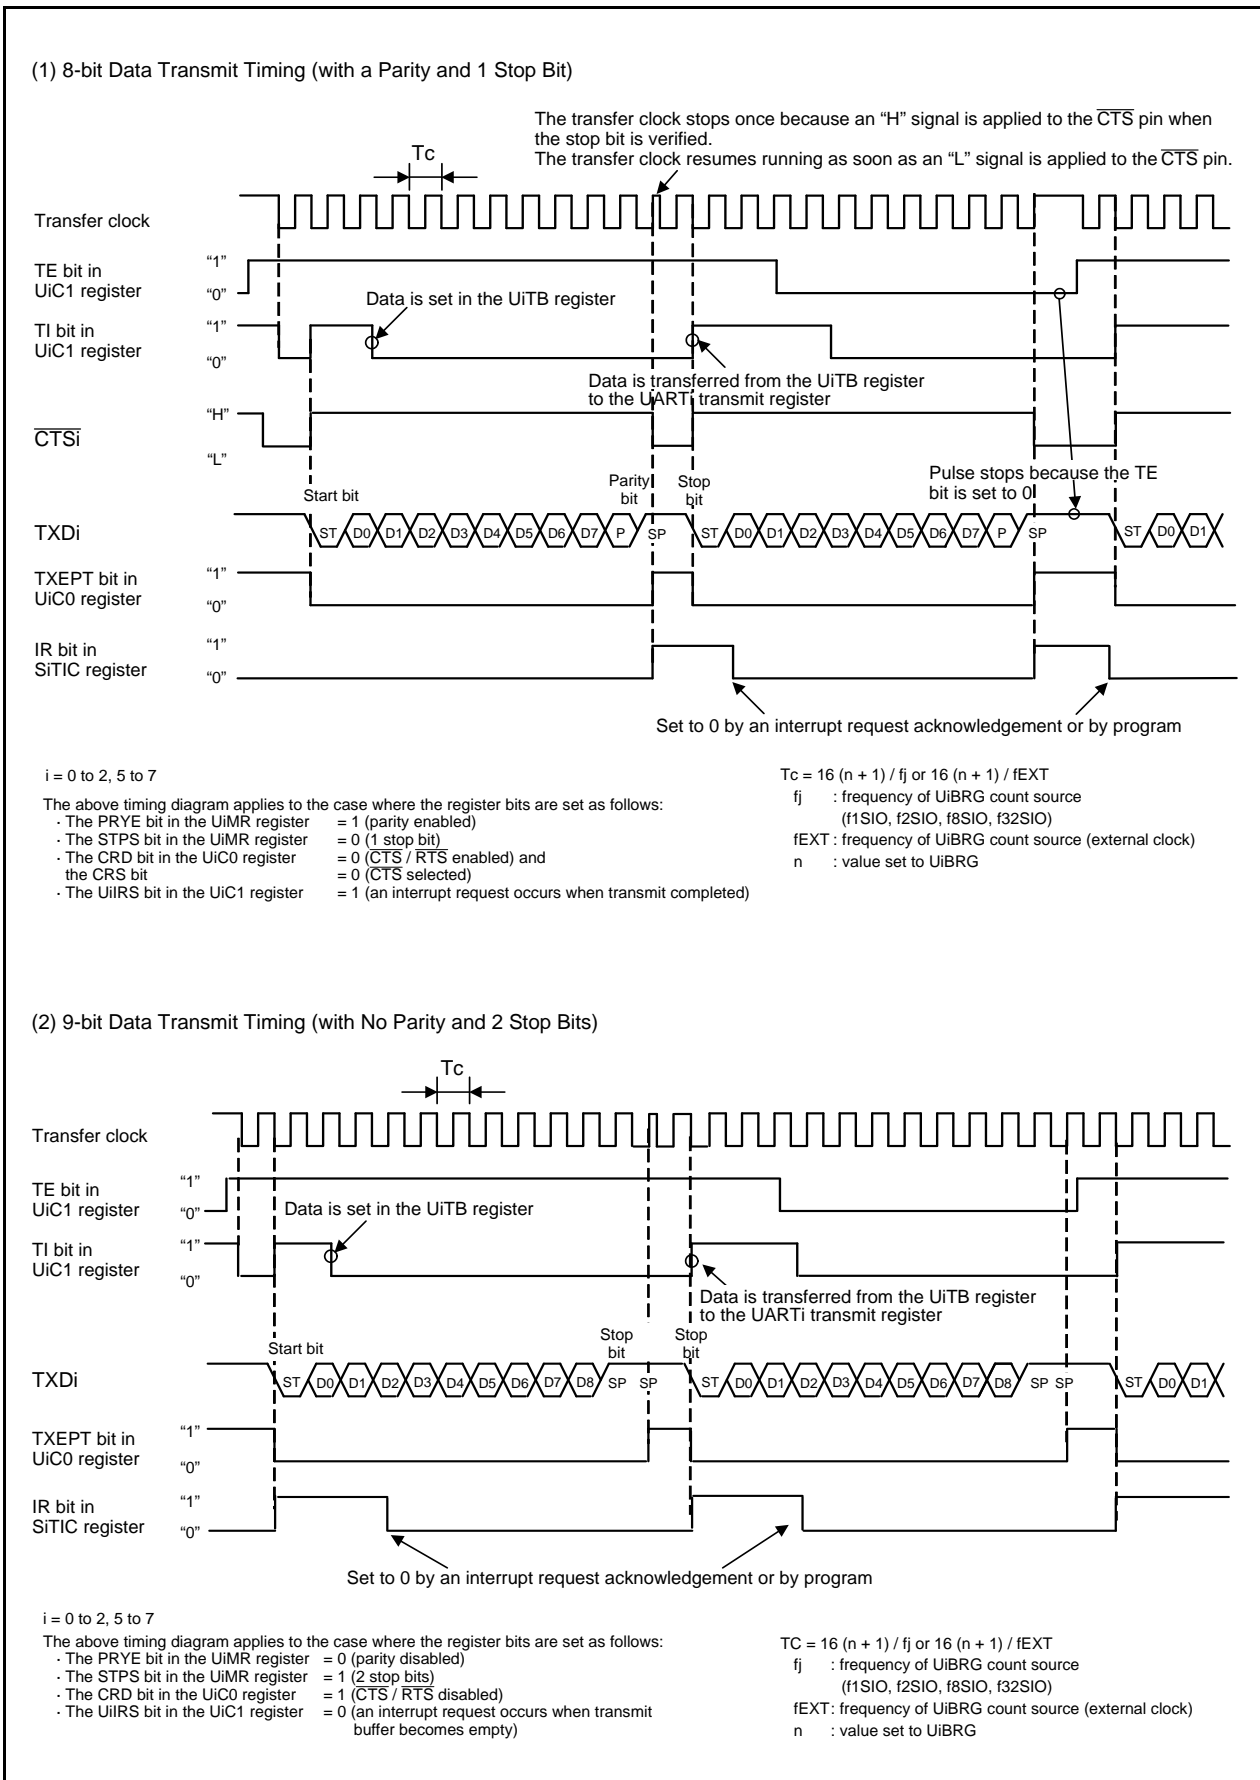 (1) 8-bit Data Transmit Timing (with a Parity and 1 Stop Bit)
The transfer clock stops once because an “H” signal is applied to the CTS pin when
the stop bit is verified.
The transfer clock resumes running as soon as an “L” signal is applied to the CTS pin.
Tc
Transfer clock
TE bit in
UiC1 register
“1”
“0”
Data is set in the UiTB register
TI bit in
UiC1 register
“1”
“0”
Data is transferred from the UiTB register
to the UARTi transmit register
CTSi
“H”
“L”
Pulse stops because the TE
bit is set to 0
Start bit
Parity
bit
Stop
bit
TXDi
ST D0 D1 D2 D3 D4 D5 D6 D7 P SP ST D0 D1 D2 D3 D4 D5 D6 D7 P SP ST D0 D1
TXEPT bit in
UiC0 register
“1”
“0”
IR bit in
SiTIC register
“1”
“0”
Set to 0 by an interrupt request acknowledgement or by program
i = 0 to 2, 5 to 7
The above timing diagram applies to the case where the register bits are set as follows:
· The PRYE bit in the UiMR register = 1 (parity enabled)
· The STPS bit in the UiMR register = 0 (1 stop bit)
· The CRD bit in the UiC0 register = 0 (CTS / RTS enabled) and
the CRS bit = 0 (CTS selected)
· The UiIRS bit in the UiC1 register = 1 (an interrupt request occurs when transmit completed)
Tc = 16 (n + 1) / fj or 16 (n + 1) / fEXT
fj : frequency of UiBRG count source
(f1SIO, f2SIO, f8SIO, f32SIO)
fEXT : frequency of UiBRG count source (external clock)
n : value set to UiBRG
(2) 9-bit Data Transmit Timing (with No Parity and 2 Stop Bits)
Tc
Transfer clock
TE bit in
UiC1 register
“1”
“0”
Data is set in the UiTB register
TI bit in
UiC1 register
“1”
“0”
Data is transferred from the UiTB register
to the UARTi transmit register
Start bit
Stop
bit
Stop
bit
TXDi
ST D0 D1 D2 D3 D4 D5 D6 D7 D8 SP SP ST D0 D1 D2 D3 D4 D5 D6 D7 D8 SP SP ST D0 D1
TXEPT bit in
UiC0 register
“1”
“0”
IR bit in
SiTIC register
“1”
“0”
Set to 0 by an interrupt request acknowledgement or by program
i = 0 to 2, 5 to 7
The above timing diagram applies to the case where the register bits are set as follows:
· The PRYE bit in the UiMR register = 0 (parity disabled)
· The STPS bit in the UiMR register = 1 (2 stop bits)
· The CRD bit in the UiC0 register = 1 (CTS / RTS disabled)
· The UiIRS bit in the UiC1 register = 0 (an interrupt request occurs when transmit
buffer becomes empty)
TC = 16 (n + 1) / fj or 16 (n + 1) / fEXT
fj : frequency of UiBRG count source
(f1SIO, f2SIO, f8SIO, f32SIO)
fEXT : frequency of UiBRG count source (external clock)
n : value set to UiBRG